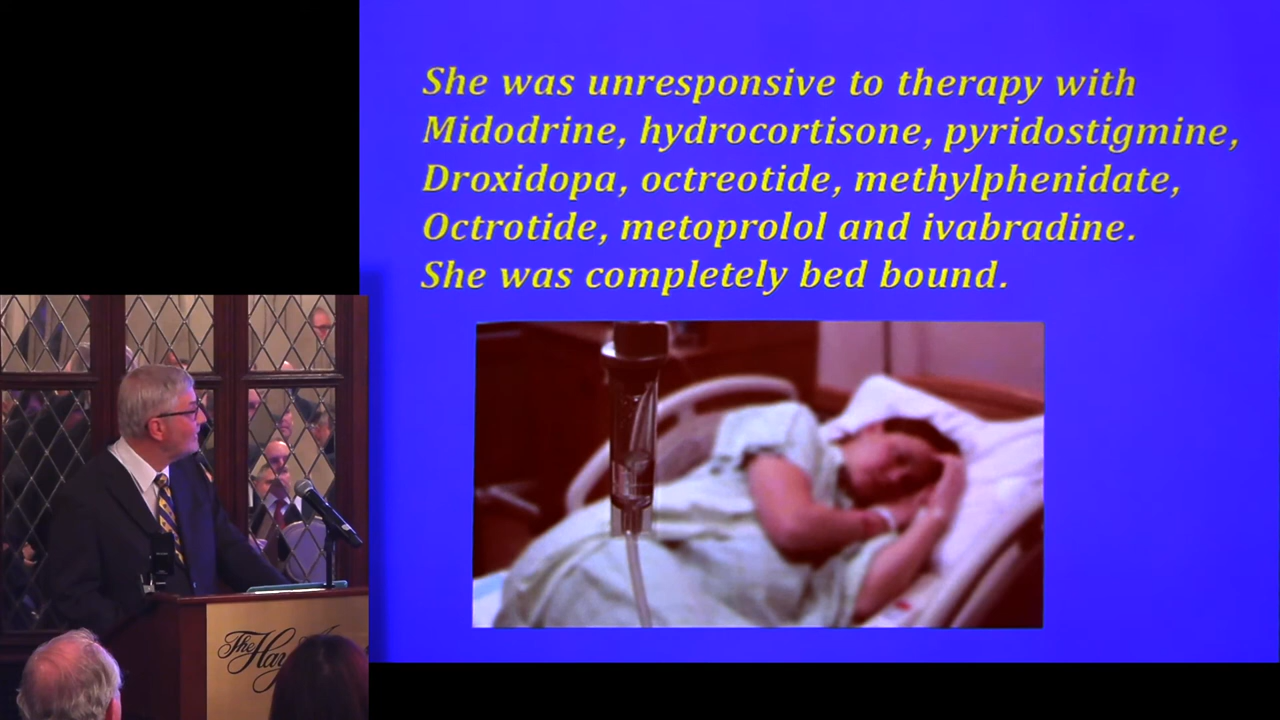 She was unresponsive to therapy with
Midodrine, hydrocortisone, pyridostigmine,
Droxidopa, octreotide, methylphenidate,
Octrotide, metoprolol and ivabradine.
She was completely bed bound.
The